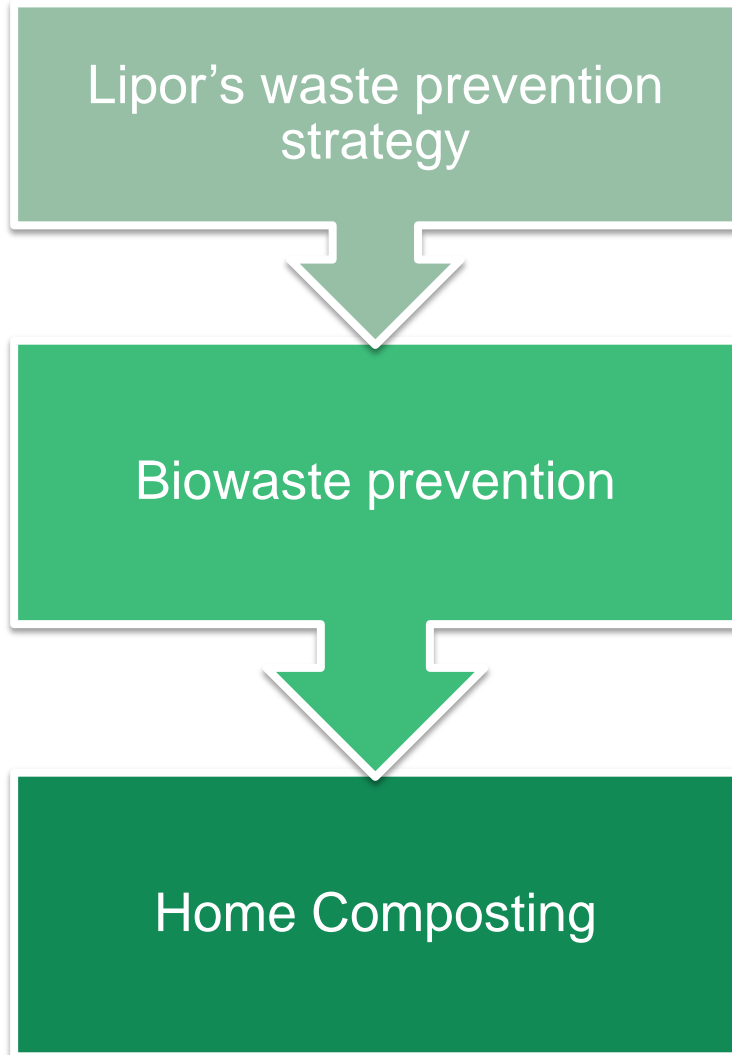 Lipor’s waste prevention
strategy
Biowaste prevention
Home Composting